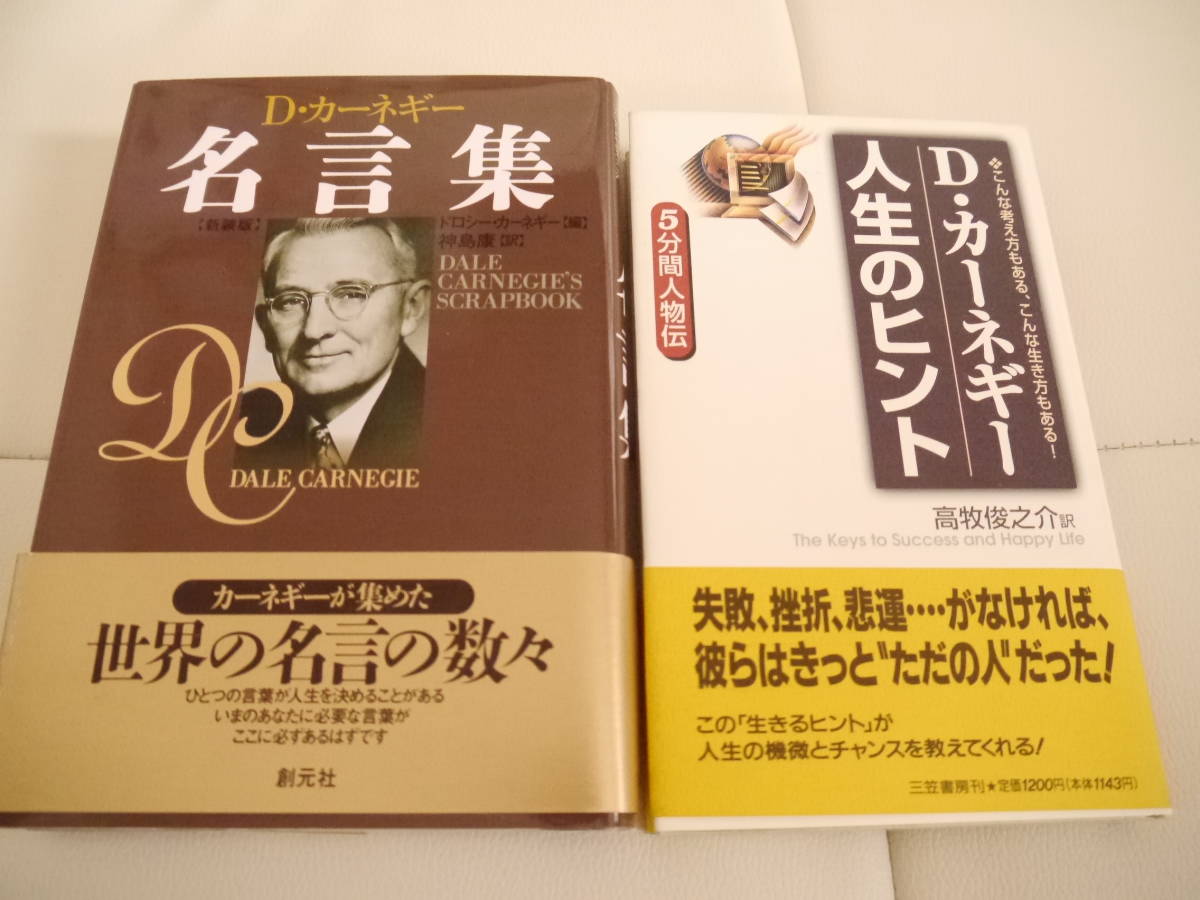 D・カーネギー
名言集
【新装版】
ドロシー・カーネギー【編】
神島康【訳】
DALE
CARNEGIE'S
SCRAPBOOK
DC
DALE CARNEGIE
カーネギーが集めた
世界の名言の数々
ひとつの言葉が人生を決めることがある
いまのあなたに必要な言葉が
ここに必ずあるはずです
創元社
❖こんな考え方もある、こんな生き方もある!
D・カーネギー
人生のヒント
5分間人物伝
高牧俊之介訳
The Keys to Success and Happy Life
失敗、挫折、悲運‥‥がなければ、
彼らはきっと"ただの人"だった!
この「生きるヒント」が
人生の機微とチャンスを教えてくれる!
三笠書房刊★定価1200円(本体1143円)